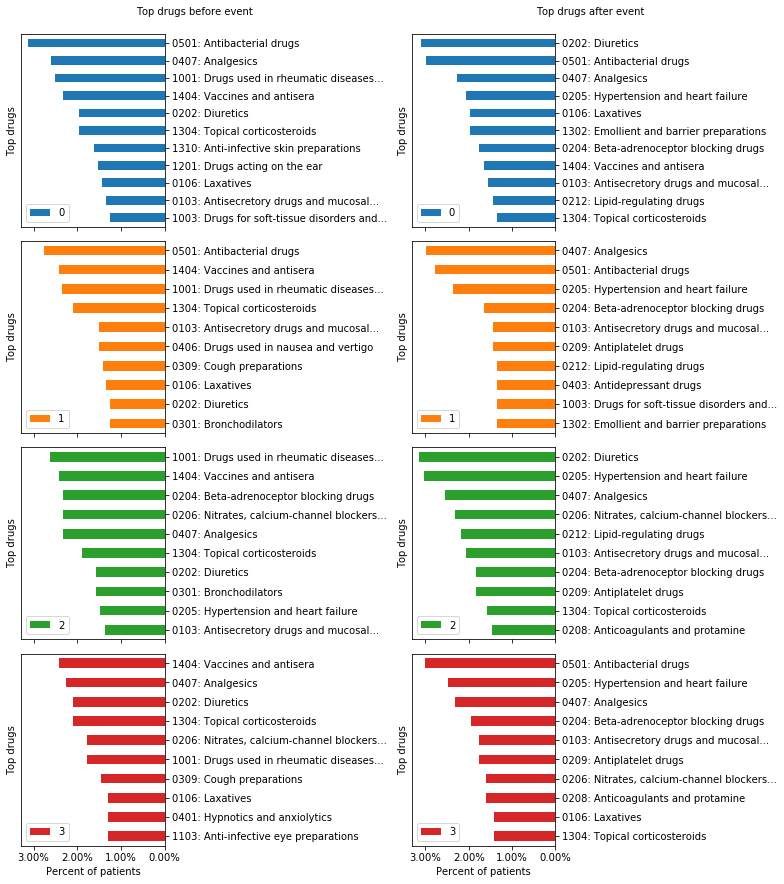 Top drugs before event
Top drugs
0501: Antibacterial drugs
0407: Analgesics
1001: Drugs used in rheumatic diseases...
1404: Vaccines and antisera
0202: Diuretics
1304: Topical corticosteroids
1310: Anti-infective skin preparations
1201: Drugs acting on the ear
0106: Laxatives
0103: Antisecretory drugs and mucosal...
1003: Drugs for soft-tissue disorders and...
0
Top drugs
0501: Antibacterial drugs
1404: Vaccines and antisera
1001: Drugs used in rheumatic diseases...
1304: Topical corticosteroids
0103: Antisecretory drugs and mucosal...
0406: Drugs used in nausea and vertigo
0309: Cough preparations
0106: Laxatives
0202: Diuretics
0301: Bronchodilators
1
Top drugs
1001: Drugs used in rheumatic diseases...
1404: Vaccines and antisera
0204: Beta-adrenoceptor blocking drugs
0206: Nitrates, calcium-channel blockers...
0407: Analgesics
1304: Topical corticosteroids
0202: Diuretics
0301: Bronchodilators
0205: Hypertension and heart failure
0103: Antisecretory drugs and mucosal...
2
Top drugs
1404: Vaccines and antisera
0407: Analgesics
0202: Diuretics
1304: Topical corticosteroids
0206: Nitrates, calcium-channel blockers...
1001: Drugs used in rheumatic diseases...
0309: Cough preparations
0106: Laxatives
0401: Hypnotics and anxiolytics
1103: Anti-infective eye preparations
3
3.00% 2.00% 1.00% 0.00%
Percent of patients
Top drugs after event
Top drugs
0202: Diuretics
0501: Antibacterial drugs
0407: Analgesics
0205: Hypertension and heart failure
0106: Laxatives
1302: Emollient and barrier preparations
0204: Beta-adrenoceptor blocking drugs
1404: Vaccines and antisera
0103: Antisecretory drugs and mucosal...
0212: Lipid-regulating drugs
1304: Topical corticosteroids
0
Top drugs
0407: Analgesics
0501: Antibacterial drugs
0205: Hypertension and heart failure
0204: Beta-adrenoceptor blocking drugs
0103: Antisecretory drugs and mucosal...
0209: Antiplatelet drugs
0212: Lipid-regulating drugs
0403: Antidepressant drugs
1003: Drugs for soft-tissue disorders and...
1302: Emollient and barrier preparations
1
Top drugs
0202: Diuretics
0205: Hypertension and heart failure
0407: Analgesics
0206: Nitrates, calcium-channel blockers...
0212: Lipid-regulating drugs
0103: Antisecretory drugs and mucosal...
0204: Beta-adrenoceptor blocking drugs
0209: Antiplatelet drugs
1304: Topical corticosteroids
0208: Anticoagulants and protamine
2
Top drugs
0501: Antibacterial drugs
0205: Hypertension and heart failure
0407: Analgesics
0204: Beta-adrenoceptor blocking drugs
0103: Antisecretory drugs and mucosal...
0209: Antiplatelet drugs
0206: Nitrates, calcium-channel blockers...
0208: Anticoagulants and protamine
0106: Laxatives
1304: Topical corticosteroids
3
3.00% 2.00% 1.00% 0.00%
Percent of patients